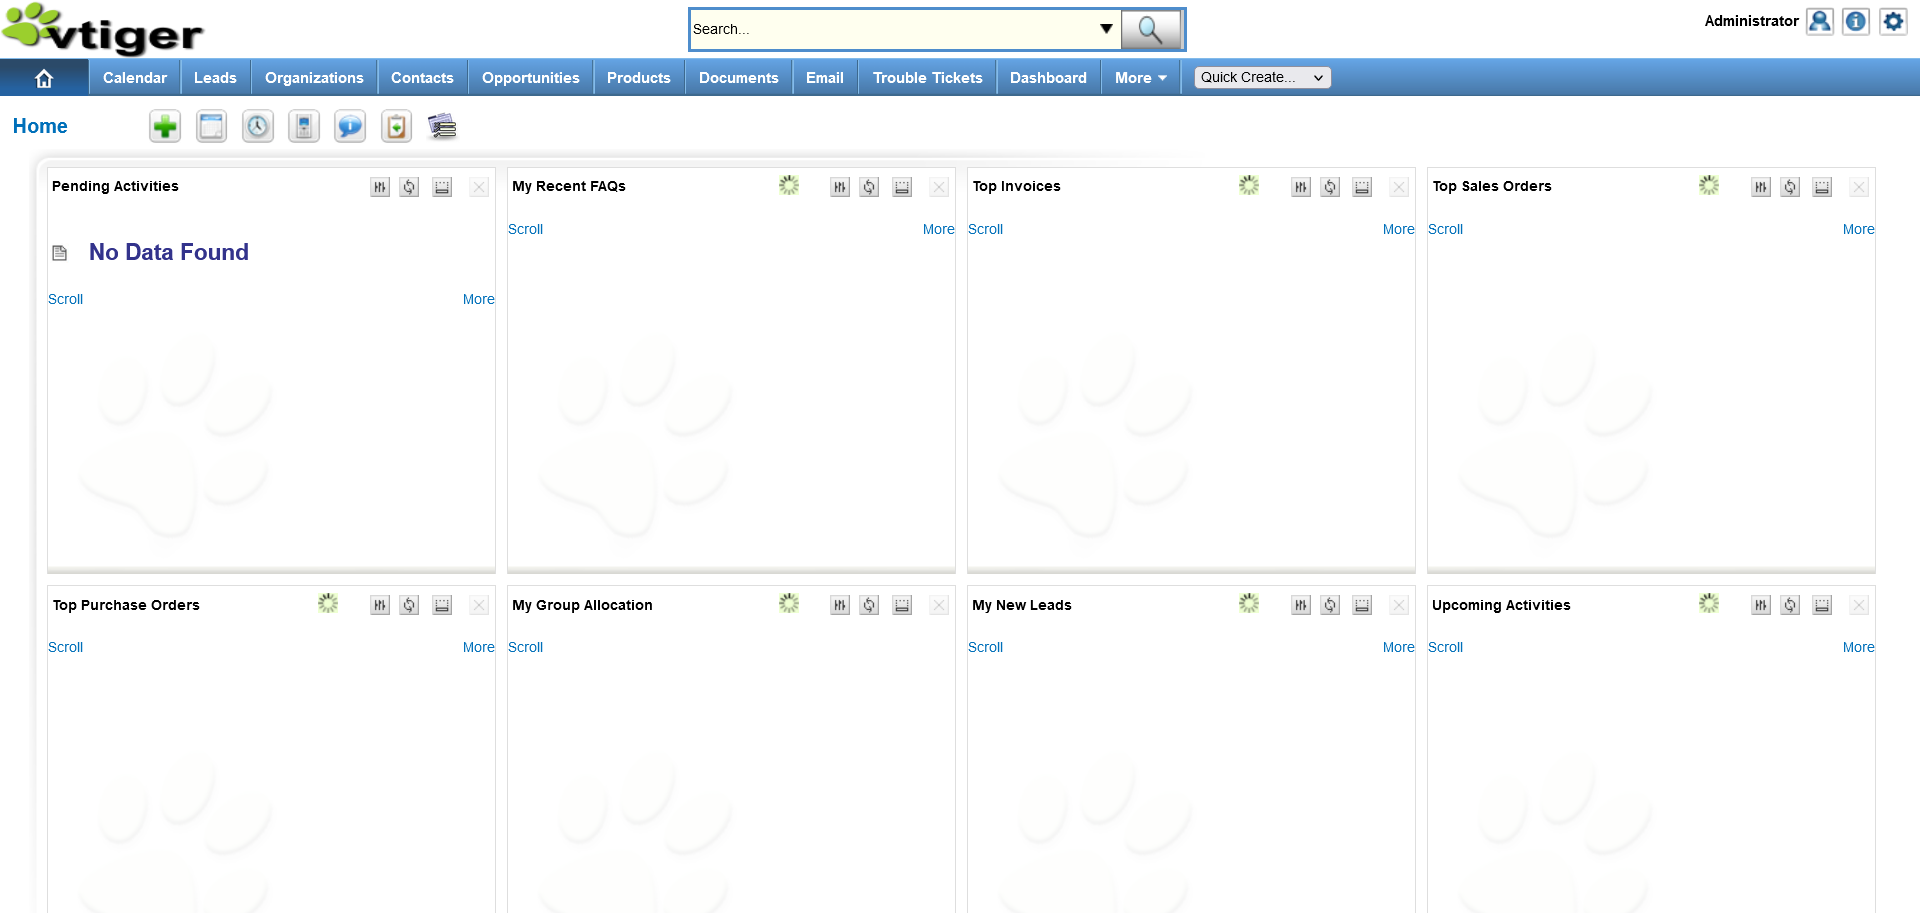 vtiger
Search...
Administrator
Calendar Leads Organizations Contacts Opportunities Products Documents Email Trouble Tickets Dashboard More Quick Create...
Home
Pending Activities
No Data Found
Scroll More
My Recent FAQs
Scroll More
Top Invoices
Scroll More
Top Sales Orders
Scroll More
Top Purchase Orders
Scroll More
My Group Allocation
Scroll More
My New Leads
Scroll More
Upcoming Activities
Scroll More